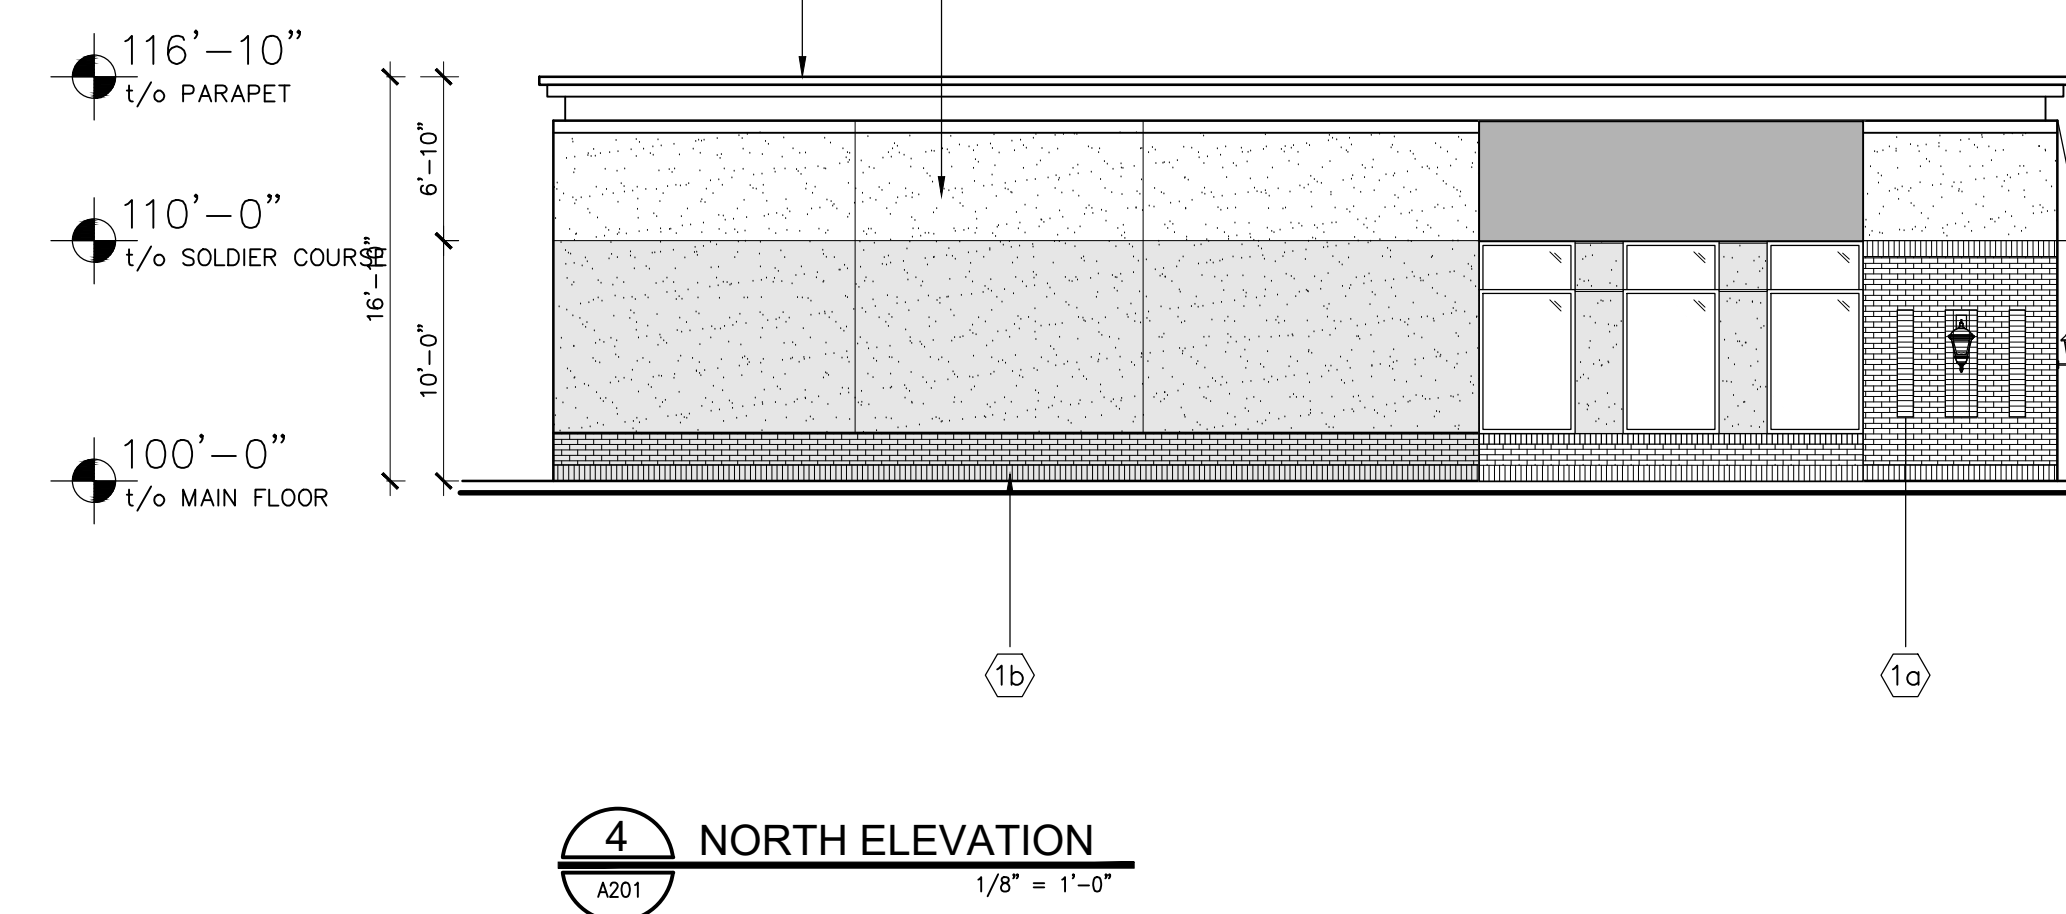 116'-10"
t/o PARAPET
6'-10"
110'-0"
t/o SOLDIER COURSE
16'-10"
10'-0"
100'-0"
t/o MAIN FLOOR
1b
1a
4
NORTH ELEVATION
A201
1/8" = 1'-0"